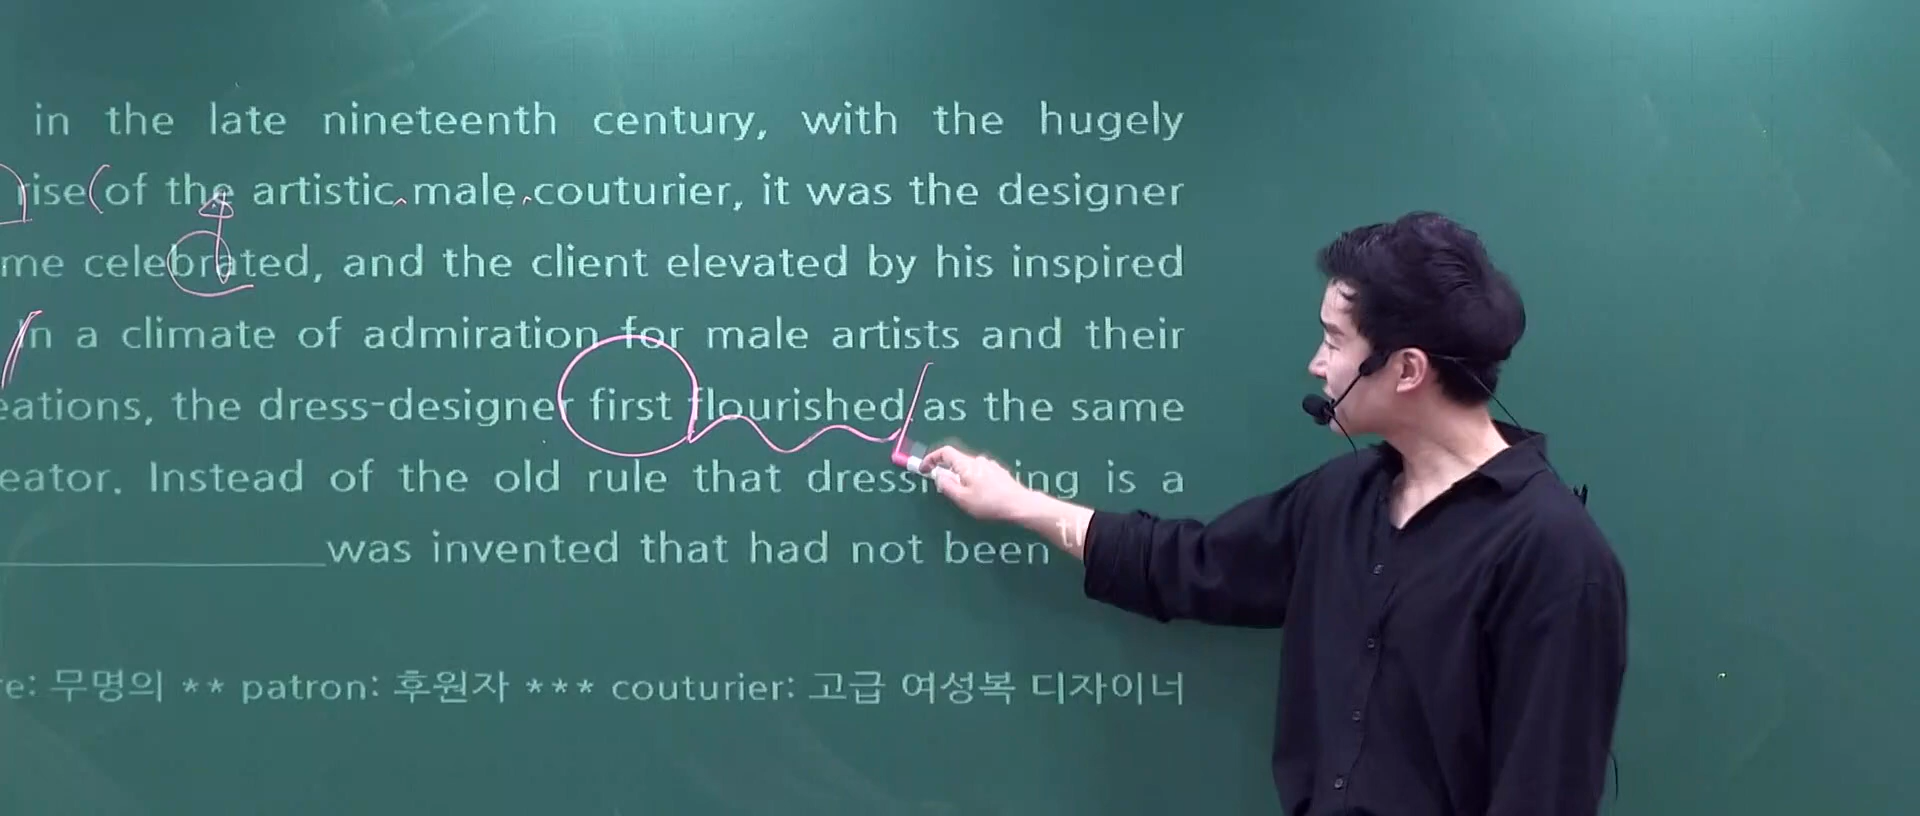 in the late nineteenth century, with the hugely
rise of the artistic male couturier, it was the designer
me celebrated, and the client elevated by his inspired
In a climate of admiration for male artists and their
eations, the dress-designer first flourished as the same
eator. Instead of the old rule that is a
was invented that had not been
e: 무명의 ** patron: 후원자 *** couturier: 고급 여성복 디자이너